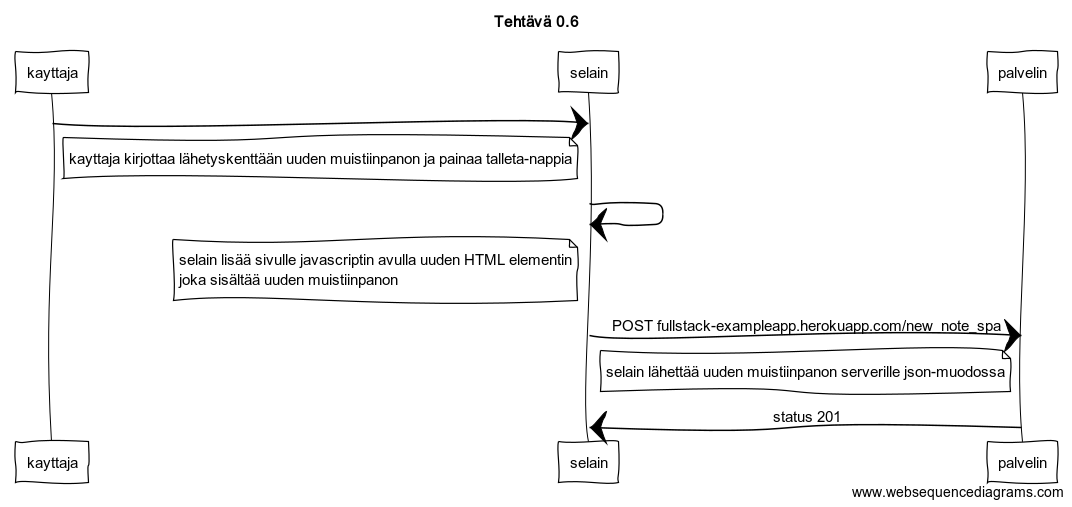 Tehtävä 0.6
kayttaja
selain
palvelin
kayttaja kirjottaa lähetyskenttään uuden muistiinpanon ja painaa talleta-nappia
selain lisää sivulle javascriptin avulla uuden HTML elementin
joka sisältää uuden muistiinpanon
POST fullstack-exampleapp.herokuapp.com/new_note_spa
selain lähettää uuden muistiinpanon serverille json-muodossa
status 201
kayttaja
selain
palvelin
www.websequencediagrams.com